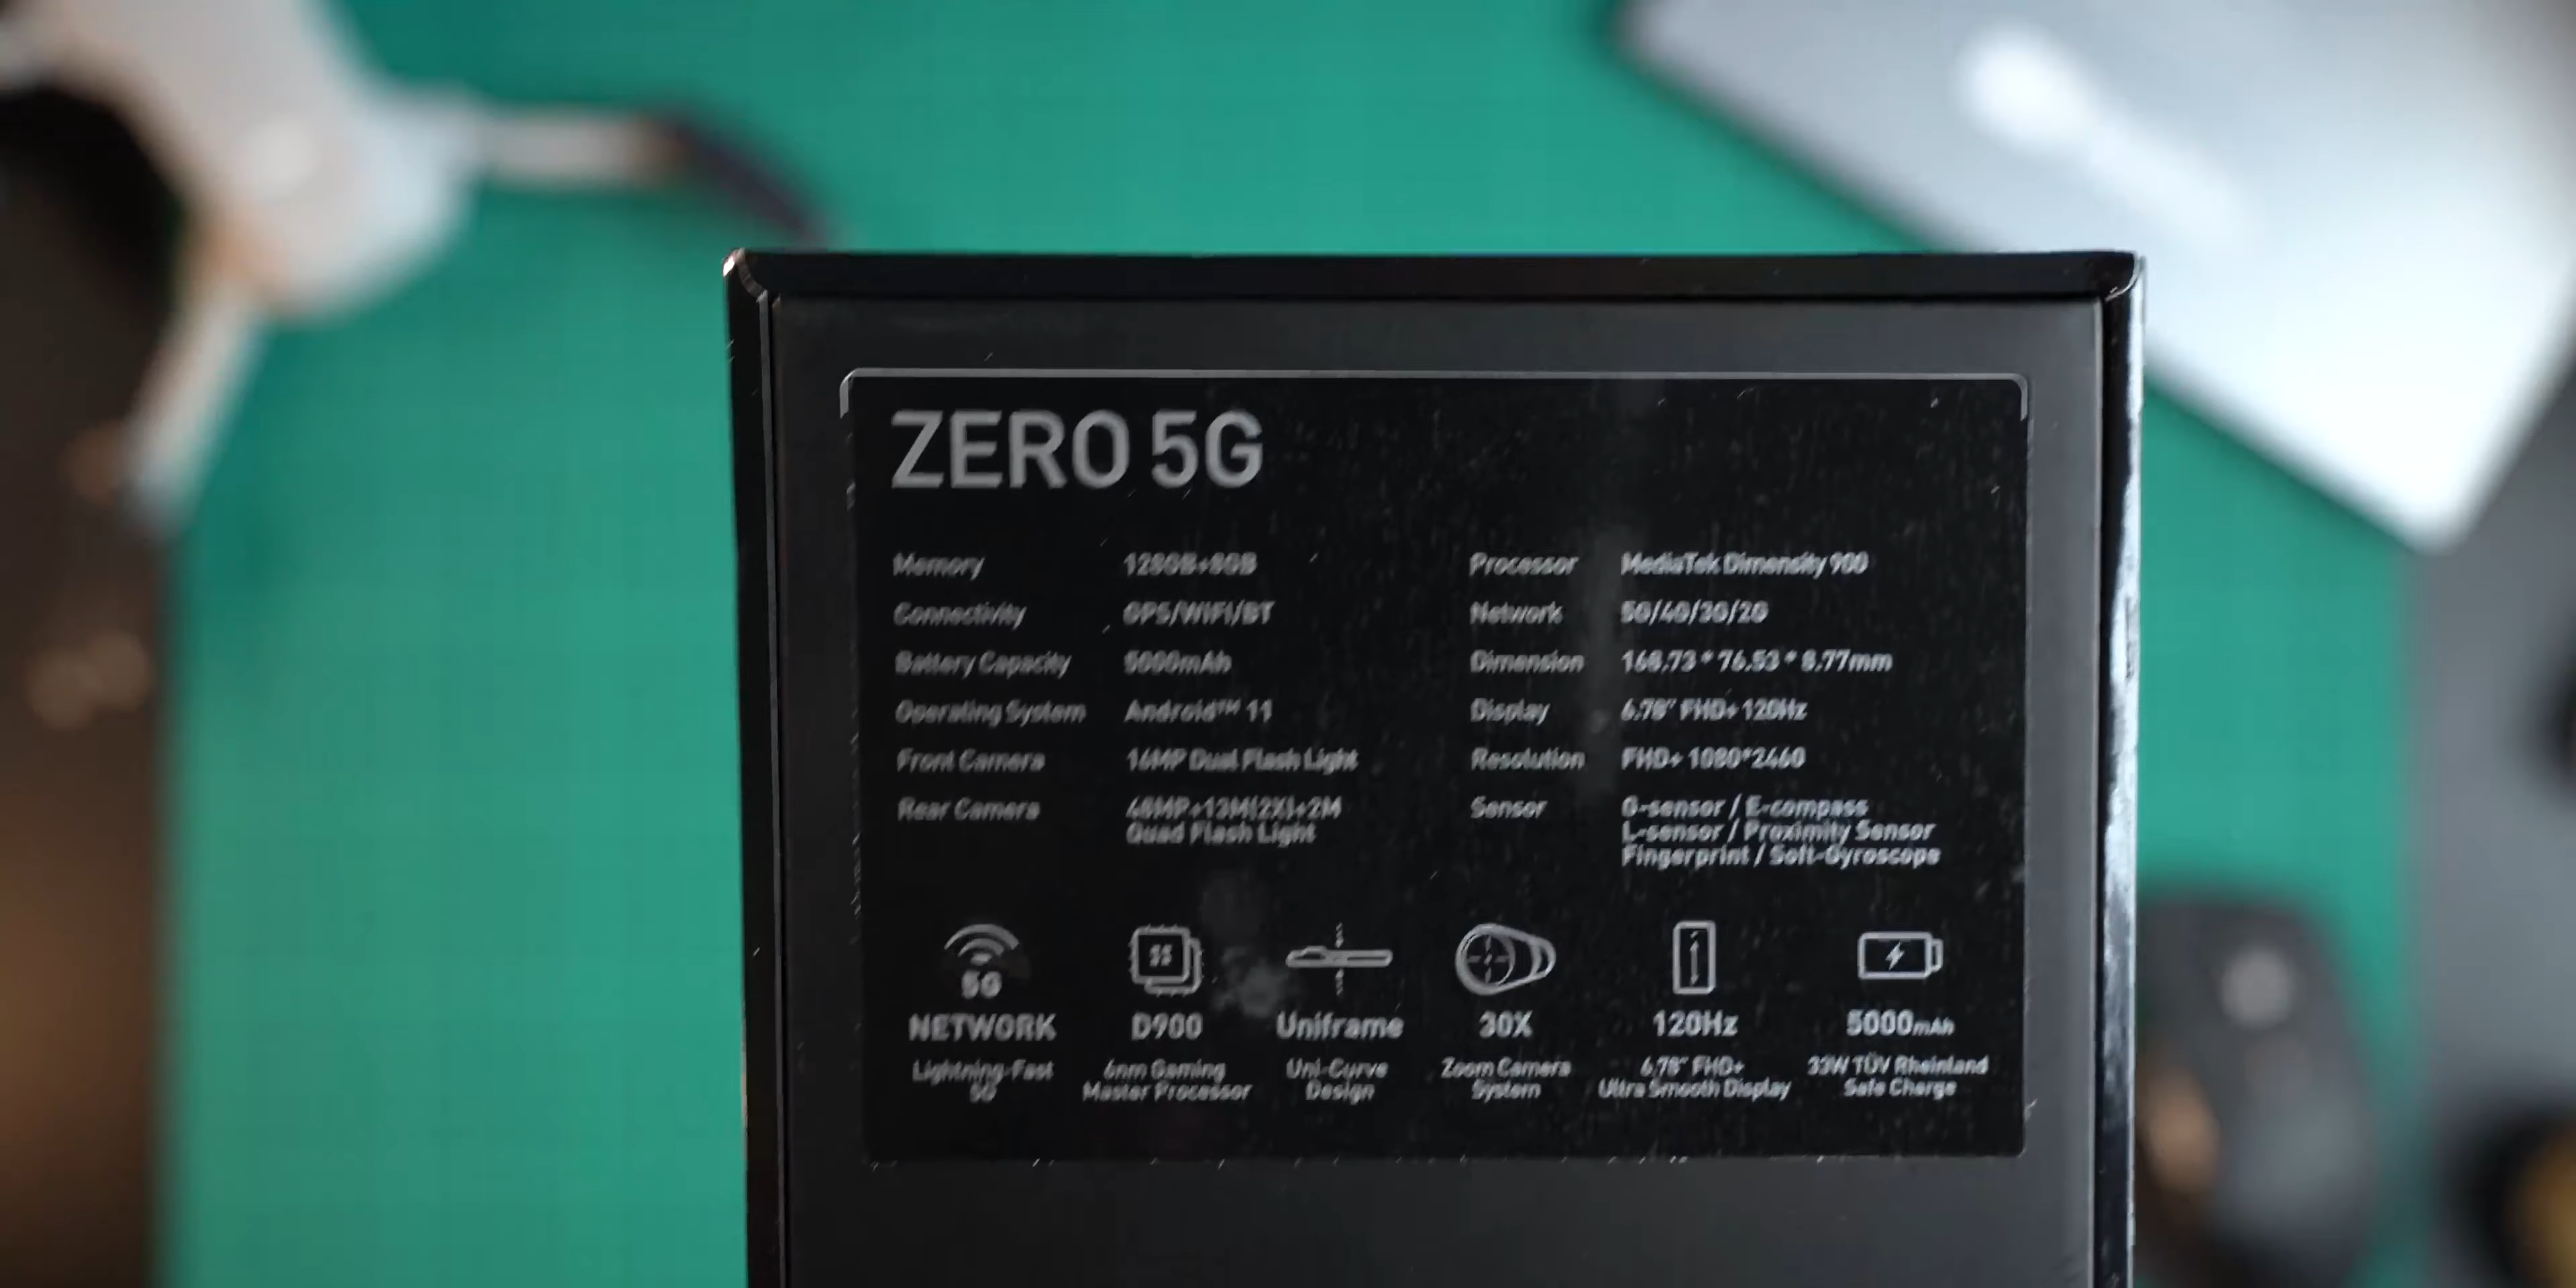 ZERO 5G
Memory 128GB+8GB Processor MediaTek Dimensity 900
Connectivity GPS/WIFI/BT Network 5G/4G/3G/2G
Battery Capacity 5000mAh Dimension 168.73 * 76.53 * 8.77mm
Operating System Android™ 11 Display 6.78" FHD+ 120Hz
Front Camera 16MP Dual Flash Light Resolution FHD+ 1080*2460
Rear Camera 48MP+13M(2X)+2M Sensor G-sensor / E-compass
Quad Flash Light L-sensor / Proximity Sensor
Fingerprint / Soft-Gyroscope
5G
NETWORK D900 Uniframe 30X 120Hz 5000mAh
Lightning-Fast 6nm Gaming Uni-Curve Zoom Camera 6.78" FHD+ 33W TÜV Rheinland
5G Master Processor Design System Ultra Smooth Display Safe Charge